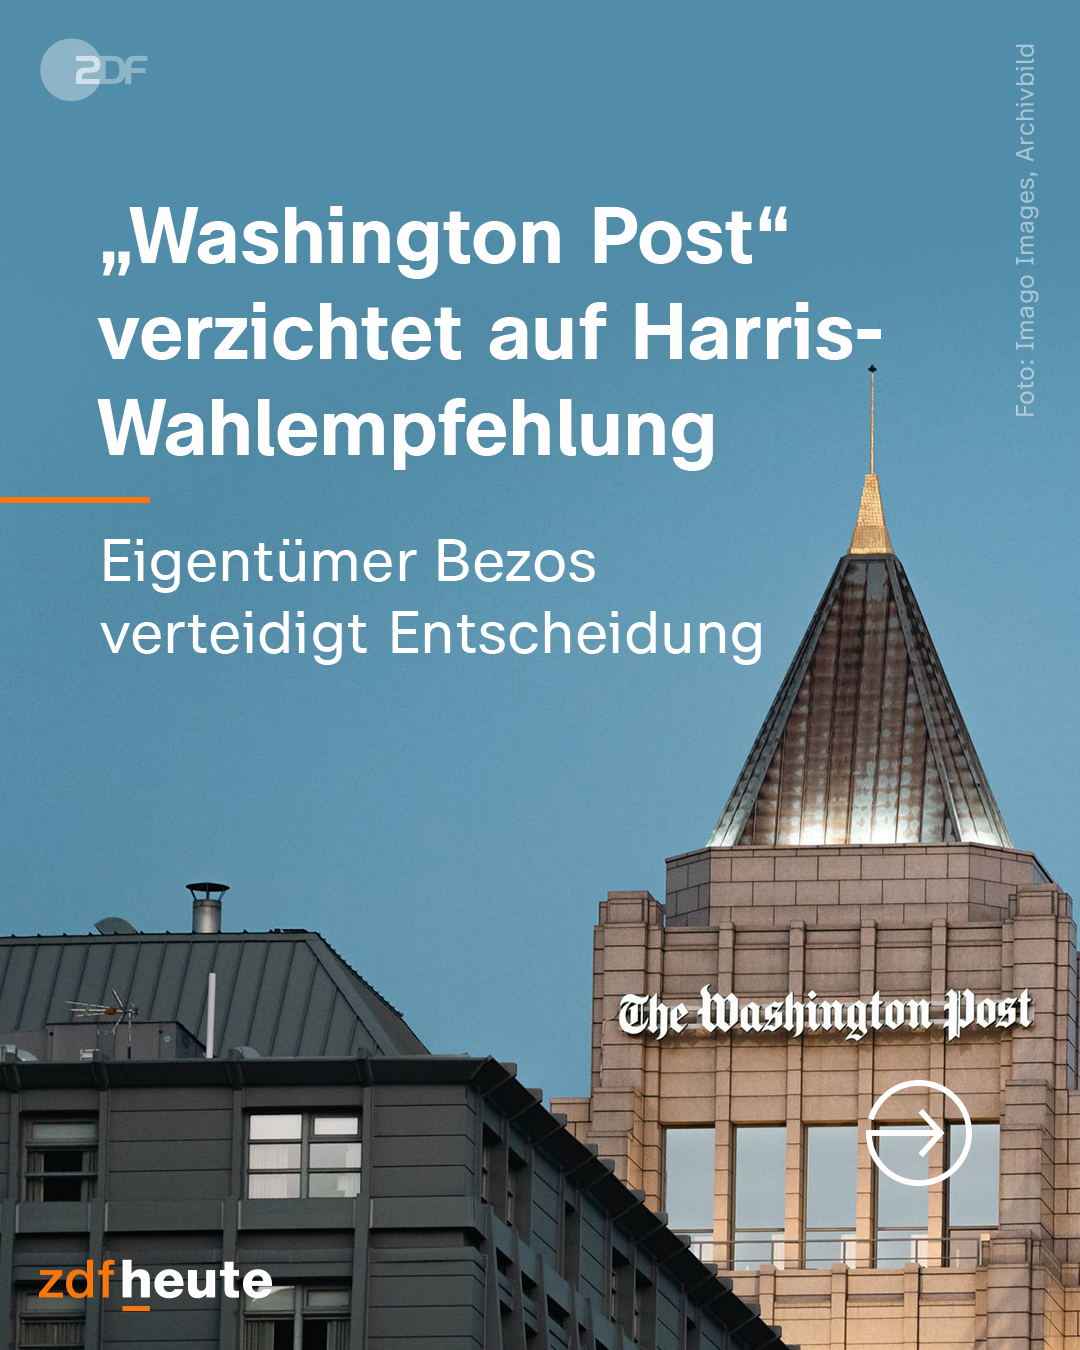 ZDF
Foto: Imago Images, Archivbild
„Washington Post“
verzichtet auf Harris-
Wahlempfehlung
Eigentümer Bezos
verteidigt Entscheidung
The Washington Post
zdfheute